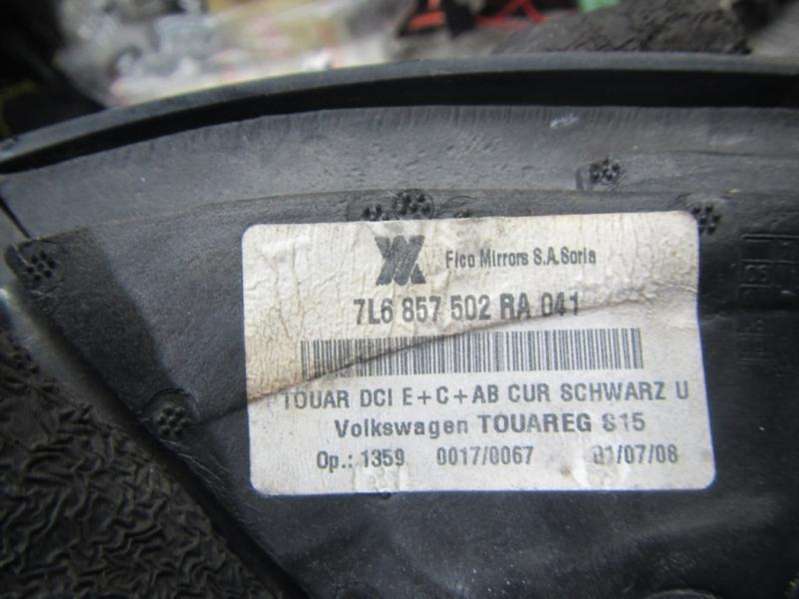 Fico Mirrors S.A.Soria
7L6 857 502 RA 041
TOUAR DCI E+C+AB CUR SCHWARZ U
Volkswagen TOUAREG S15
Op.: 1359 0017/0067 01/07/08